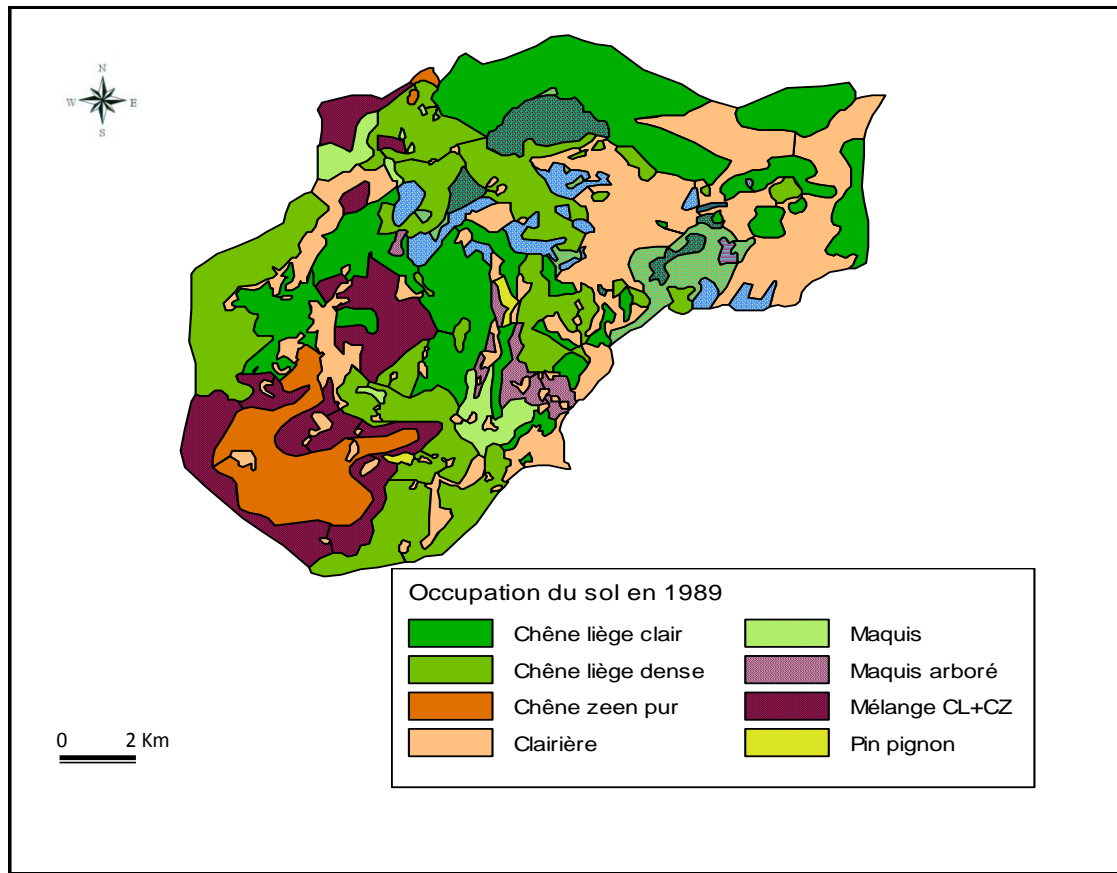 N
W E
S
Occupation du sol en 1989
Chêne liège clair
Maquis
Chêne liège dense
Maquis arboré
Chêne zeen pur
Mélange CL+CZ
Clairière
Pin pignon
0 2 Km